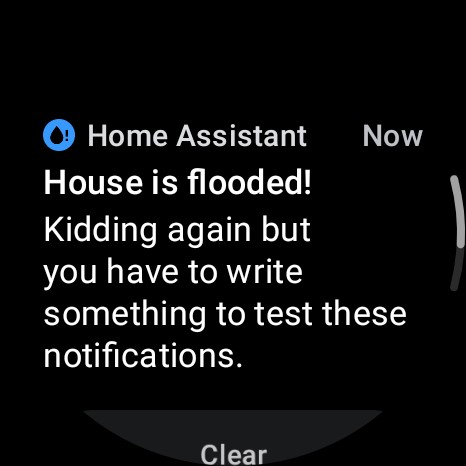 Home Assistant Now
House is flooded!
Kidding again but
you have to write
something to test these
notifications.
Clear